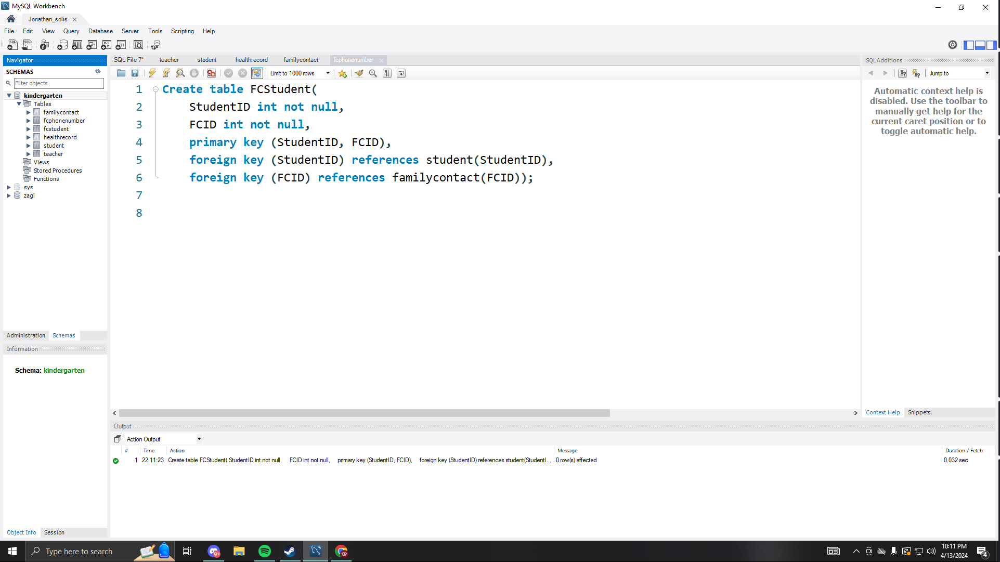 MySQL Workbench
Jonathan_solis
File Edit View Query Database Server Tools Scripting Help
Navigator
SCHEMAS
Filter objects
kindergarten
Tables
familycontact
fcphonenumber
fcstudent
healthrecord
student
teacher
Views
Stored Procedures
Functions
sys
zagi
Administration Schemas
Information
Schema: kindergarten
Object Info Session
SQL File 7* teacher student healthrecord familycontact fcphonenumber
Limit to 1000 rows
1 Create table FCStudent(
2 StudentID int not null,
3 FCID int not null,
4 primary key (StudentID, FCID),
5 foreign key (StudentID) references student(StudentID),
6 foreign key (FCID) references familycontact(FCID));
7
8
SQLAdditions
Jump to
Automatic context help is
disabled. Use the toolbar to
manually get help for the
current caret position or to
toggle automatic help.
Context Help Snippets
Output
Action Output
# Time Action Message Duration / Fetch
1 22:11:23 Create table FCStudent( StudentID int not null, FCID int not null, primary key (StudentID, FCID), foreign key (StudentID) references student(StudentI... 0 row(s) affected 0.032 sec
Type here to search
9+
10:11 PM
4/13/2024
4